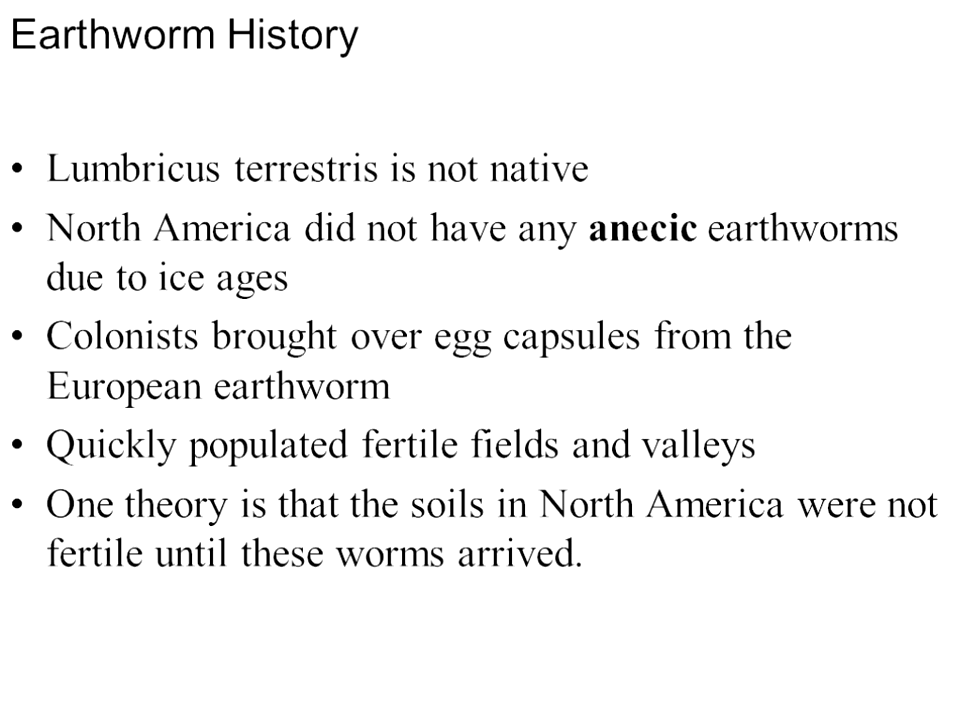 Earthworm History
• Lumbricus terrestris is not native
• North America did not have any anecic earthworms
due to ice ages
• Colonists brought over egg capsules from the
European earthworm
• Quickly populated fertile fields and valleys
• One theory is that the soils in North America were not
fertile until these worms arrived.